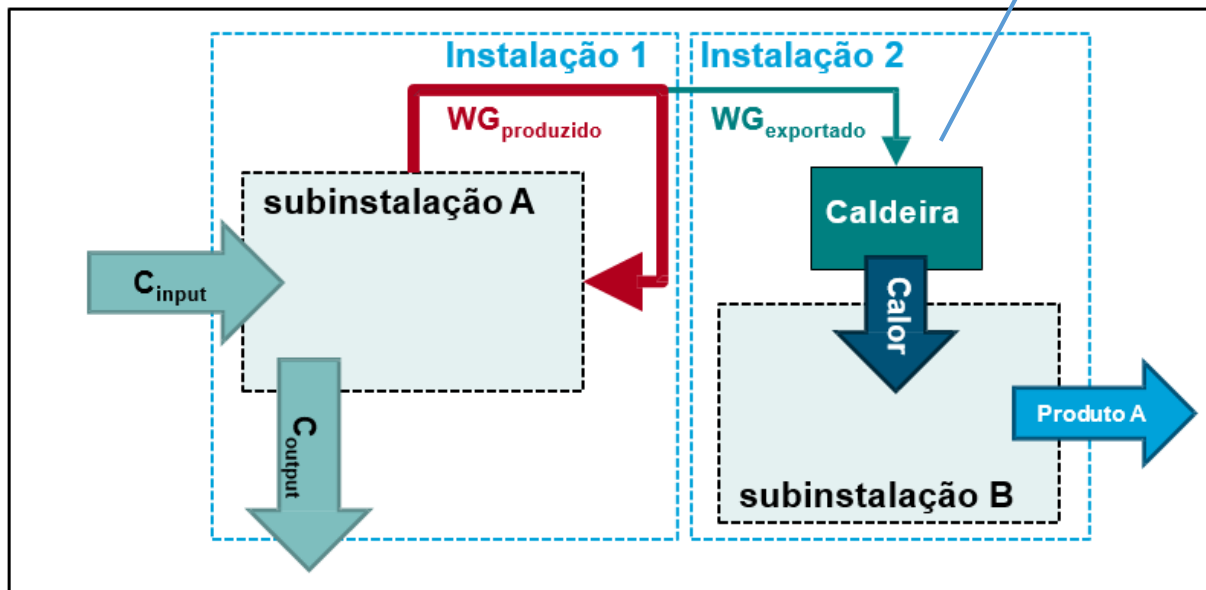 Instalação 1
Instalação 2
WGproduzido
WGexportado
subinstalação A
Caldeira
Cinput
Calor
Produto A
Coutput
subinstalação B